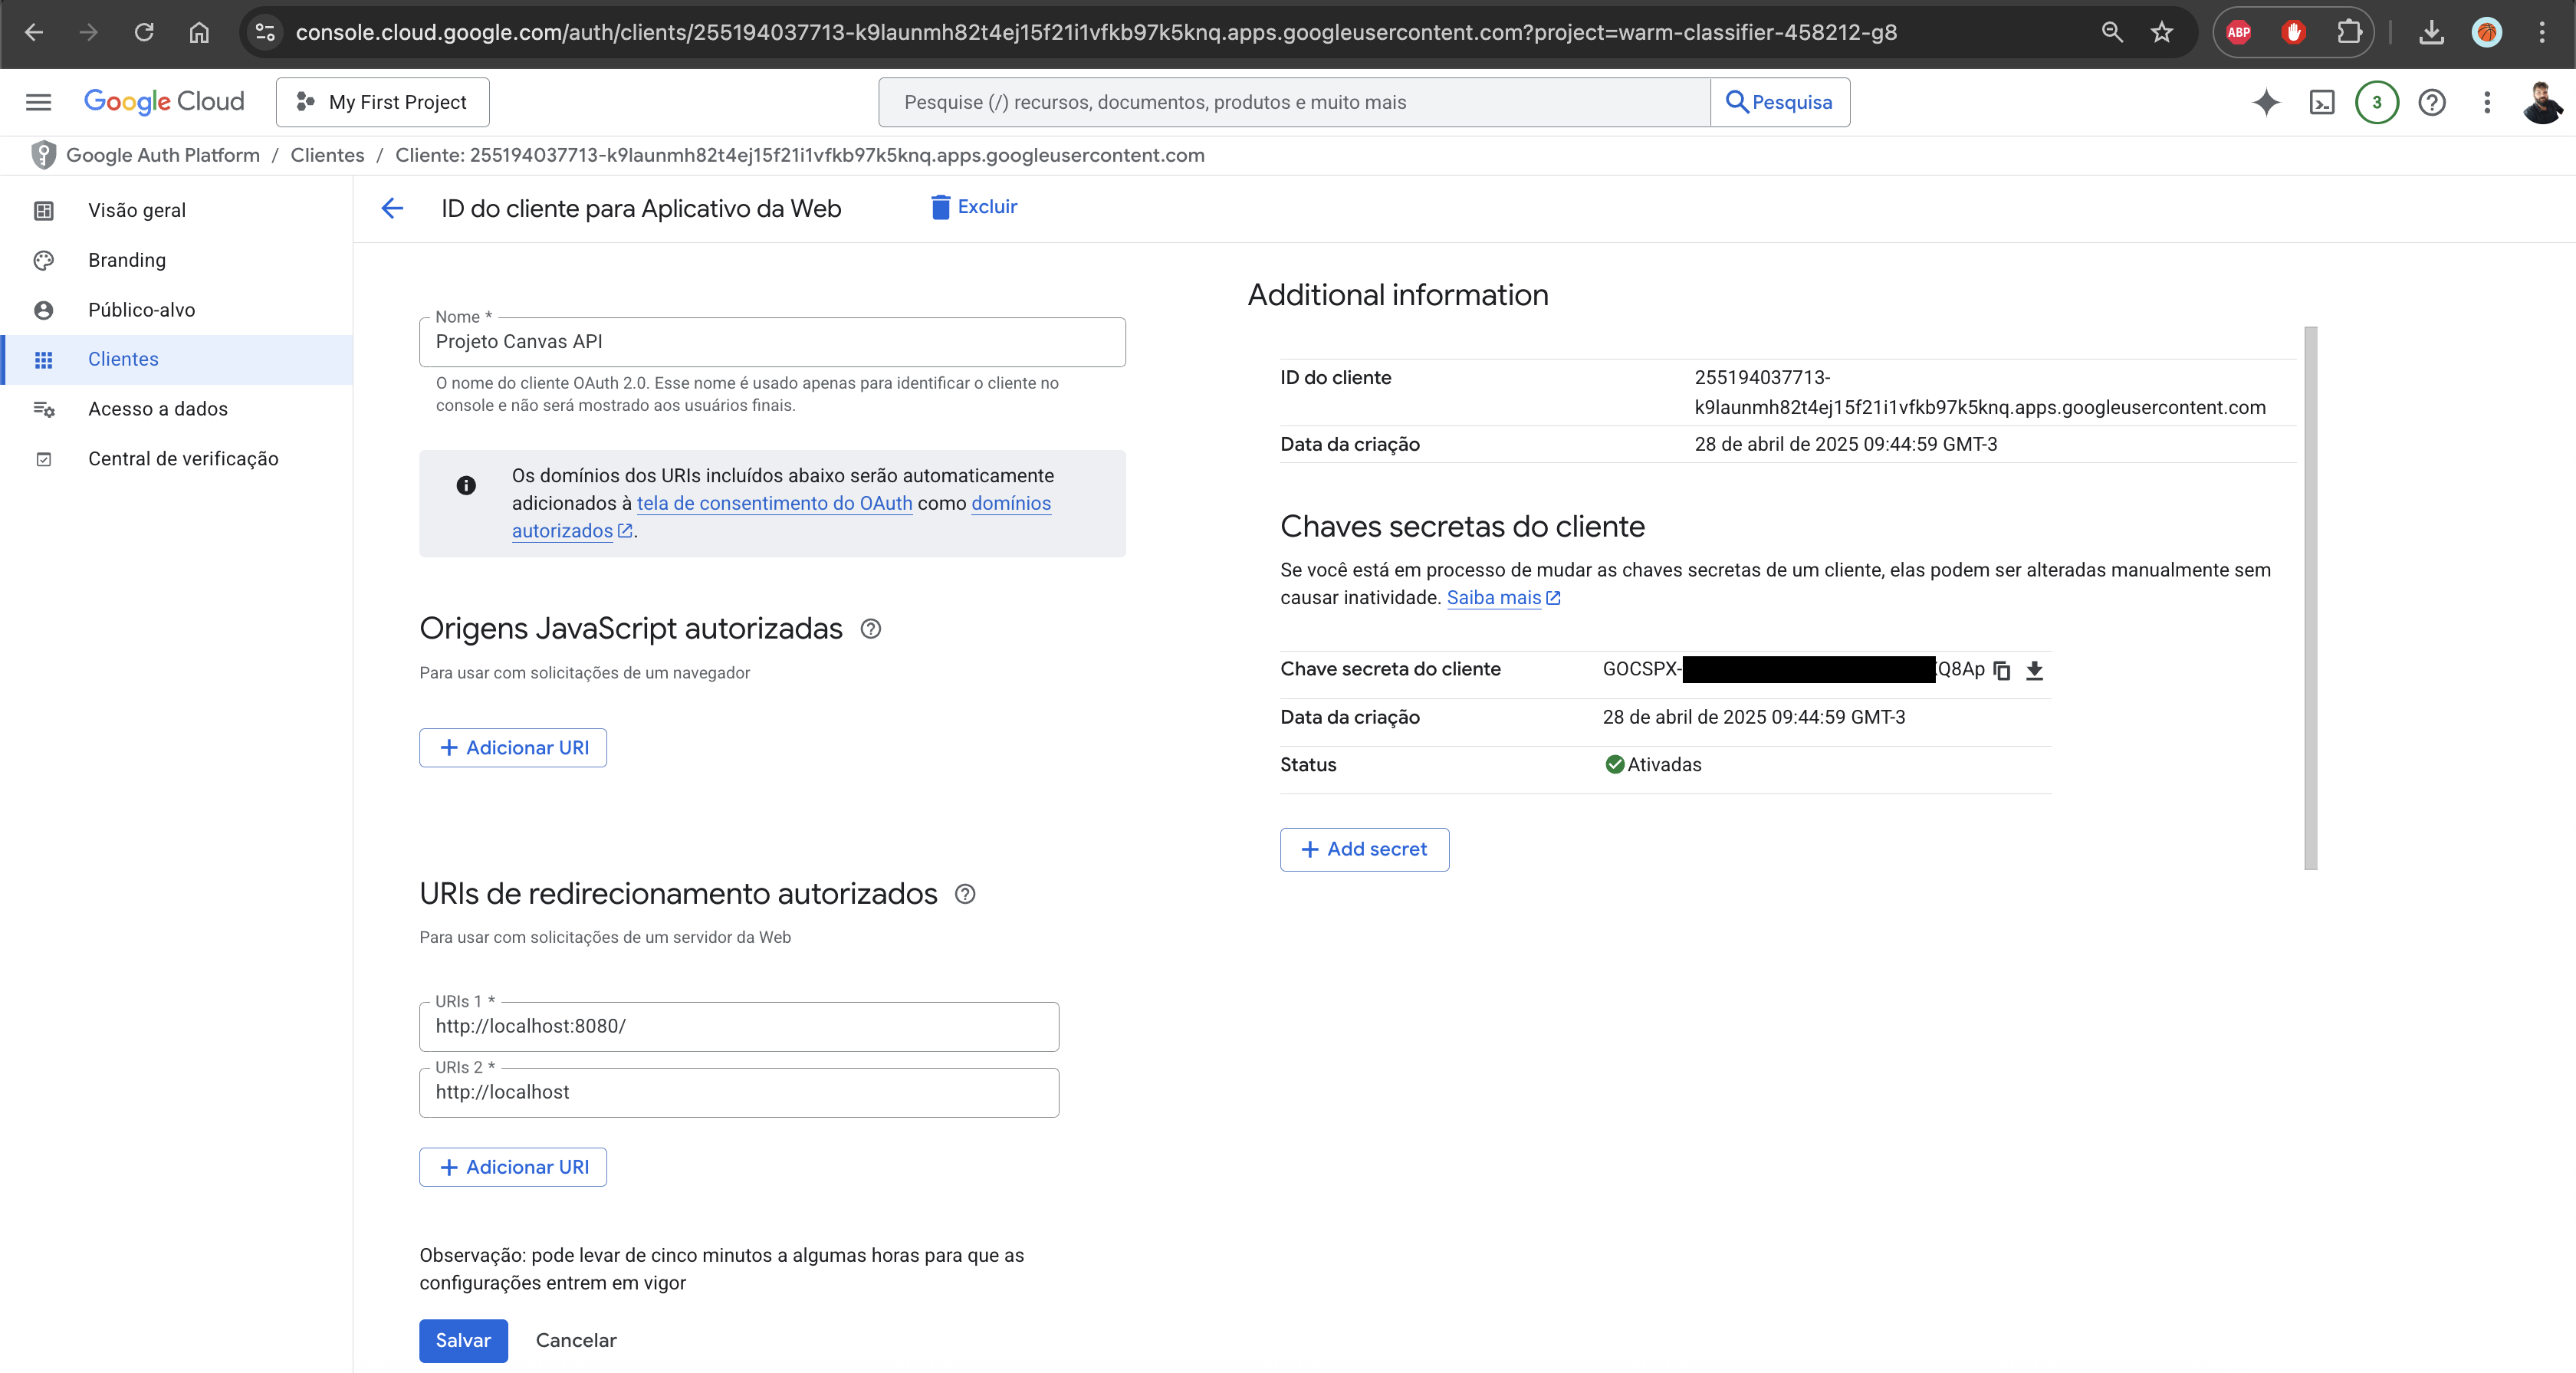 console.cloud.google.com/auth/clients/255194037713-k9launmh82t4ej15f21i1vfkb97k5knq.apps.googleusercontent.com?project=warm-classifier-458212-g8
ABP
Google Cloud
My First Project
Pesquise (/) recursos, documentos, produtos e muito mais
Pesquisa
3
Google Auth Platform / Clientes / Cliente: 255194037713-k9launmh82t4ej15f21i1vfkb97k5knq.apps.googleusercontent.com
Visão geral
Branding
Público-alvo
Clientes
Acesso a dados
Central de verificação
ID do cliente para Aplicativo da Web
Excluir
Nome *
Projeto Canvas API
O nome do cliente OAuth 2.0. Esse nome é usado apenas para identificar o cliente no
console e não será mostrado aos usuários finais.
Os domínios dos URIs incluídos abaixo serão automaticamente
adicionados à tela de consentimento do OAuth como domínios
autorizados.
Origens JavaScript autorizadas
Para usar com solicitações de um navegador
+ Adicionar URI
URIs de redirecionamento autorizados
Para usar com solicitações de um servidor da Web
URIs 1 *
http://localhost:8080/
URIs 2 *
http://localhost
+ Adicionar URI
Observação: pode levar de cinco minutos a algumas horas para que as
configurações entrem em vigor
Salvar
Cancelar
Additional information
ID do cliente
255194037713-
k9launmh82t4ej15f21i1vfkb97k5knq.apps.googleusercontent.com
Data da criação
28 de abril de 2025 09:44:59 GMT-3
Chaves secretas do cliente
Se você está em processo de mudar as chaves secretas de um cliente, elas podem ser alteradas manualmente sem
causar inatividade. Saiba mais
Chave secreta do cliente
GOCSPX- Q8Ap
Data da criação
28 de abril de 2025 09:44:59 GMT-3
Status
Ativadas
+ Add secret